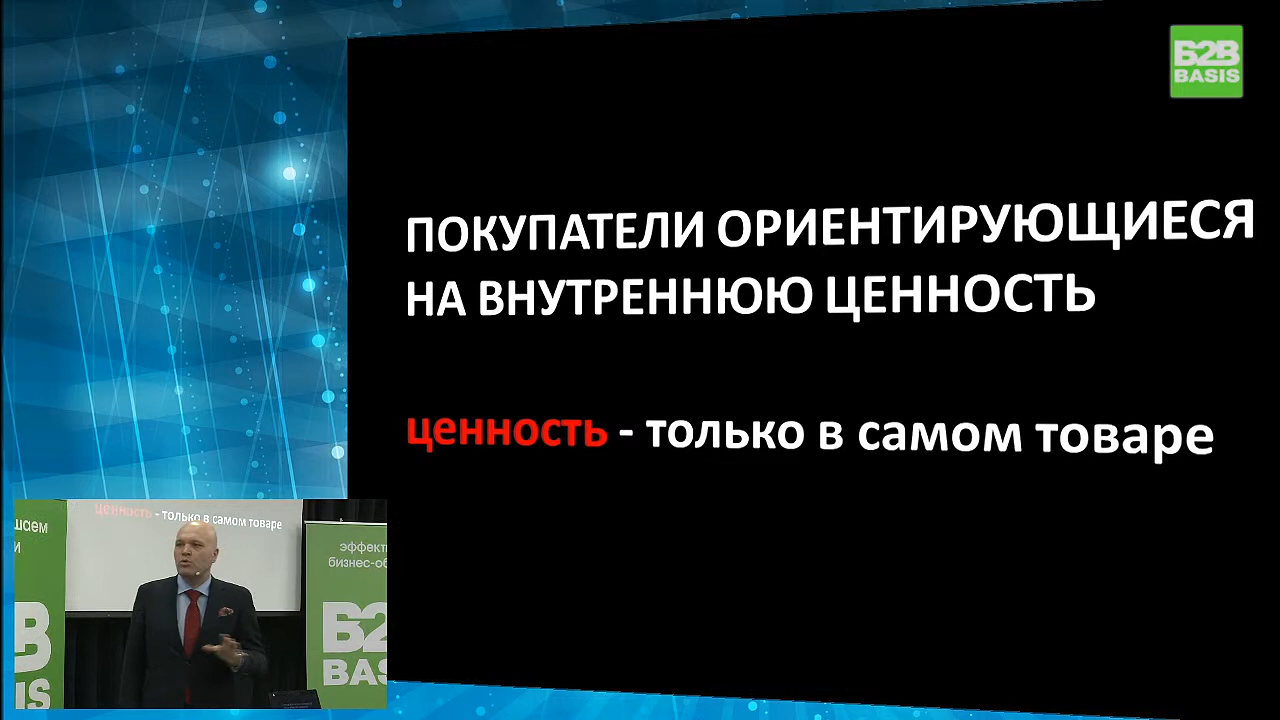 Б2В
BASIS
ПОКУПАТЕЛИ ОРИЕНТИРУЮЩИЕСЯ
НА ВНУТРЕННЮЮ ЦЕННОСТЬ
ценность - только в самом товаре
ценность - только в самом товаре
эффект
бизнес-об
Б2
BAS